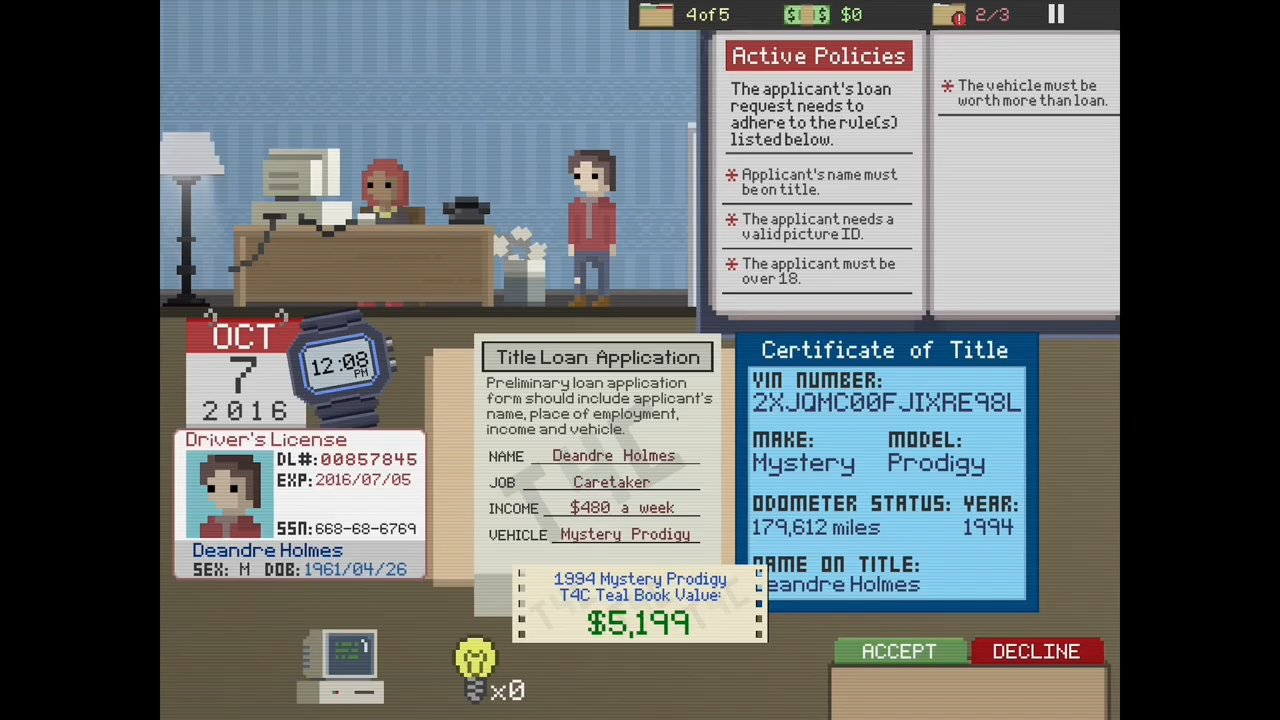 4 of 5
$0
2/3
Active Policies
The applicant's loan
request needs to
adhere to the rule(s)
listed below.
* Applicant's name must
be on title.
* The applicant needs a
valid picture ID.
* The applicant must be
over 18.
* The vehicle must be
worth more than loan.
OCT
7
2016
12:08
PM
Driver's License
DL#:00857845
EXP:2016/07/05
SSN:668-68-6769
Deandre Holmes
SEX: M DOB:1961/04/26
Title Loan Application
Preliminary loan application
form should include applicant's
name, place of employment,
income and vehicle.
NAME Deandre Holmes
JOB Caretaker
INCOME $480 a week
VEHICLE Mystery Prodigy
1994 Mystery Prodigy
T4C Teal Book Value:
$5,199
Certificate of Title
VIN NUMBER:
2XJQMC00FJIXRE98L
MAKE: MODEL:
Mystery Prodigy
ODOMETER STATUS: YEAR:
179,612 miles 1994
NAME ON TITLE:
Deandre Holmes
x0
ACCEPT
DECLINE